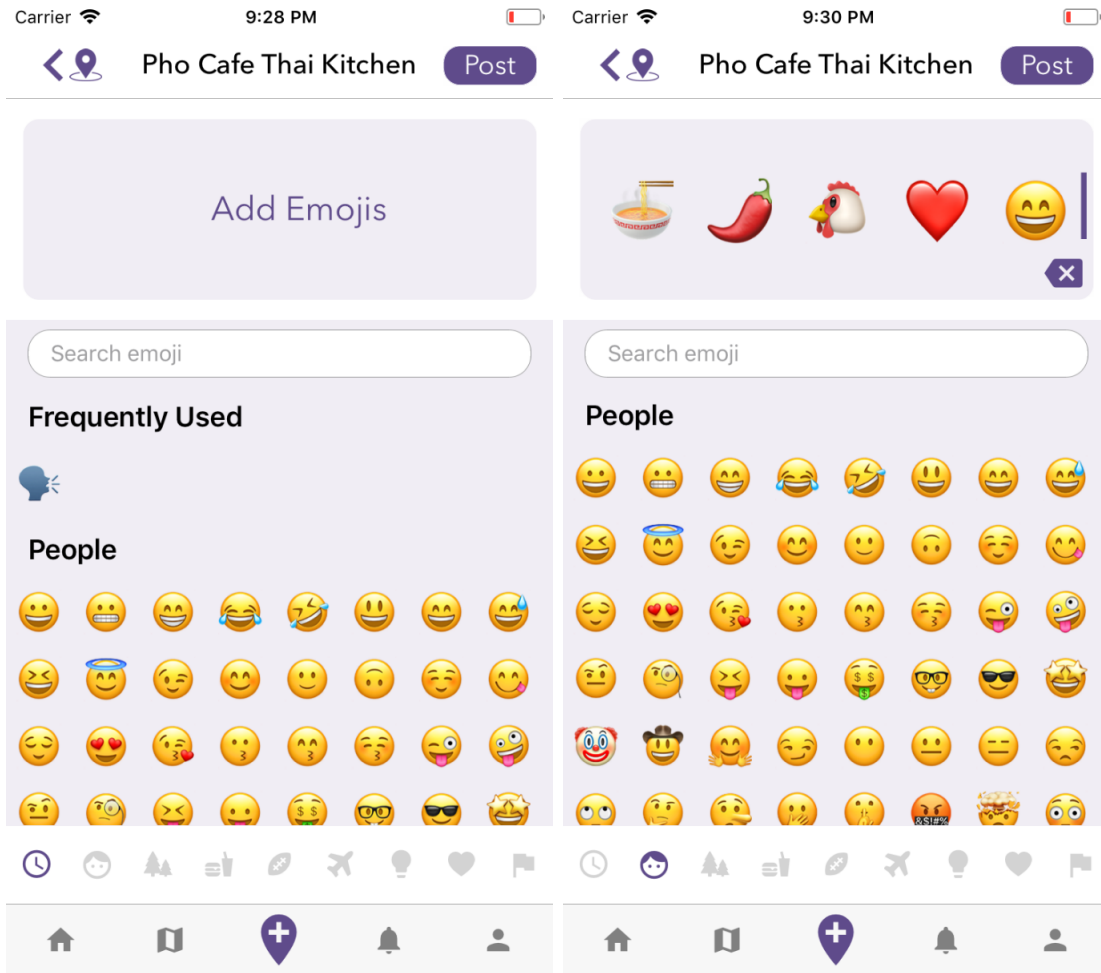 Carrier 9:28 PM
Pho Cafe Thai Kitchen Post
Add Emojis
Search emoji
Frequently Used
People
Carrier 9:30 PM
Pho Cafe Thai Kitchen Post
Search emoji
People
&$!#%